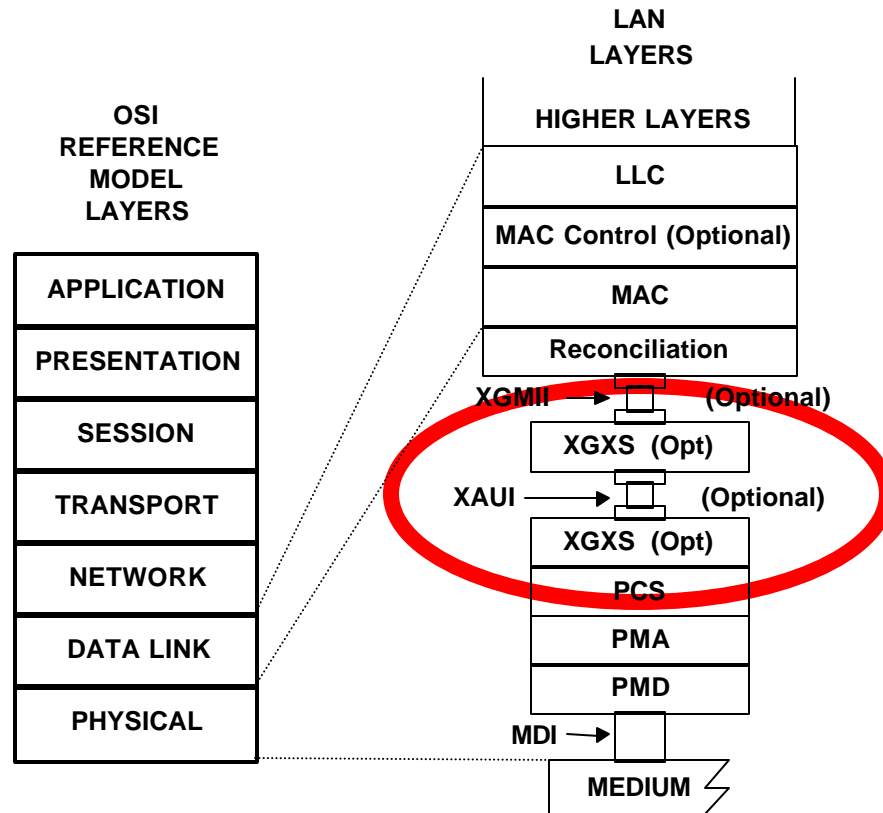 LAN
LAYERS
OSI
REFERENCE
MODEL
LAYERS
APPLICATION
PRESENTATION
SESSION
TRANSPORT
NETWORK
DATA LINK
PHYSICAL
HIGHER LAYERS
LLC
MAC Control (Optional)
MAC
Reconciliation
XGMII (Optional)
XGXS (Opt)
XAUI (Optional)
XGXS (Opt)
PCS
PMA
PMD
MDI
MEDIUM